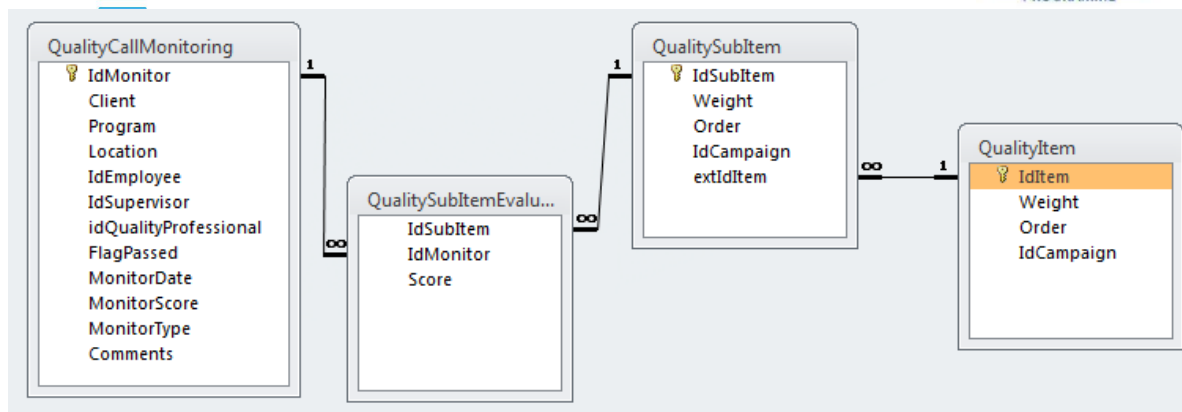 QualityCallMonitoring
IdMonitor
Client
Program
Location
IdEmployee
IdSupervisor
idQualityProfessional
FlagPassed
MonitorDate
MonitorScore
MonitorType
Comments
1
∞
QualitySubItemEvalu...
IdSubItem
IdMonitor
Score
∞
1
QualitySubItem
IdSubItem
Weight
Order
IdCampaign
extIdItem
∞
1
QualityItem
IdItem
Weight
Order
IdCampaign